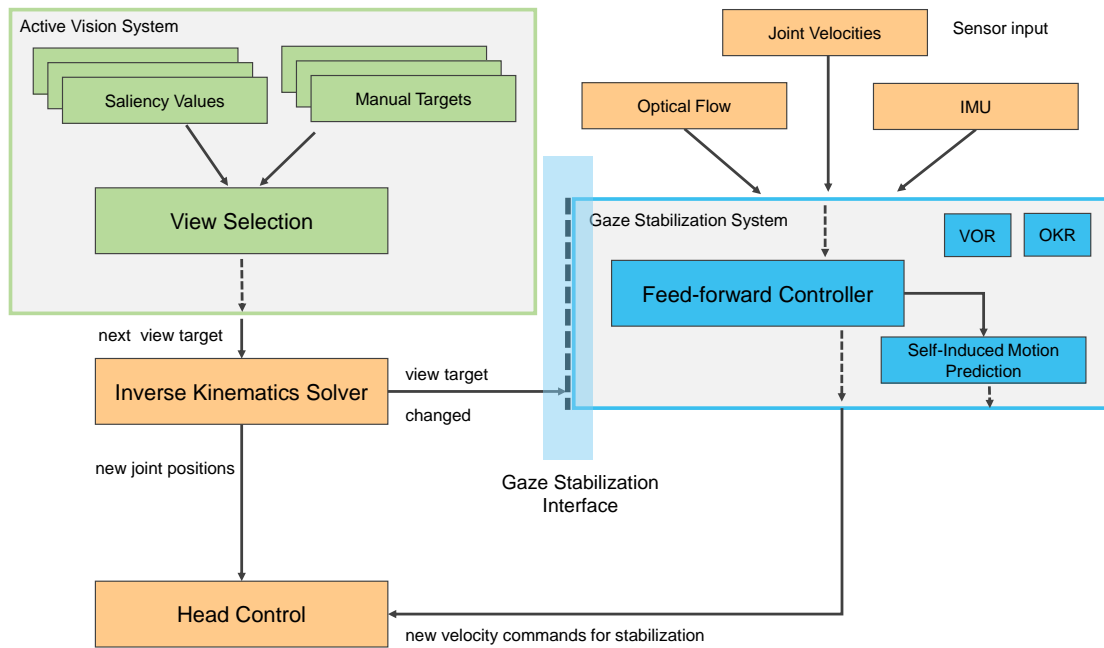 Active Vision System
Saliency Values
Manual Targets
View Selection
next view target
Inverse Kinematics Solver
view target
changed
new joint positions
Head Control
new velocity commands for stabilization
Gaze Stabilization
Interface
Joint Velocities
Sensor input
Optical Flow
IMU
Gaze Stabilization System
VOR
OKR
Feed-forward Controller
Self-Induced Motion
Prediction